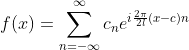 f(x) = \sum_{n=-\infty}^{\infty} c_n e^{i \frac{2\pi}{2l}(x-c)n}